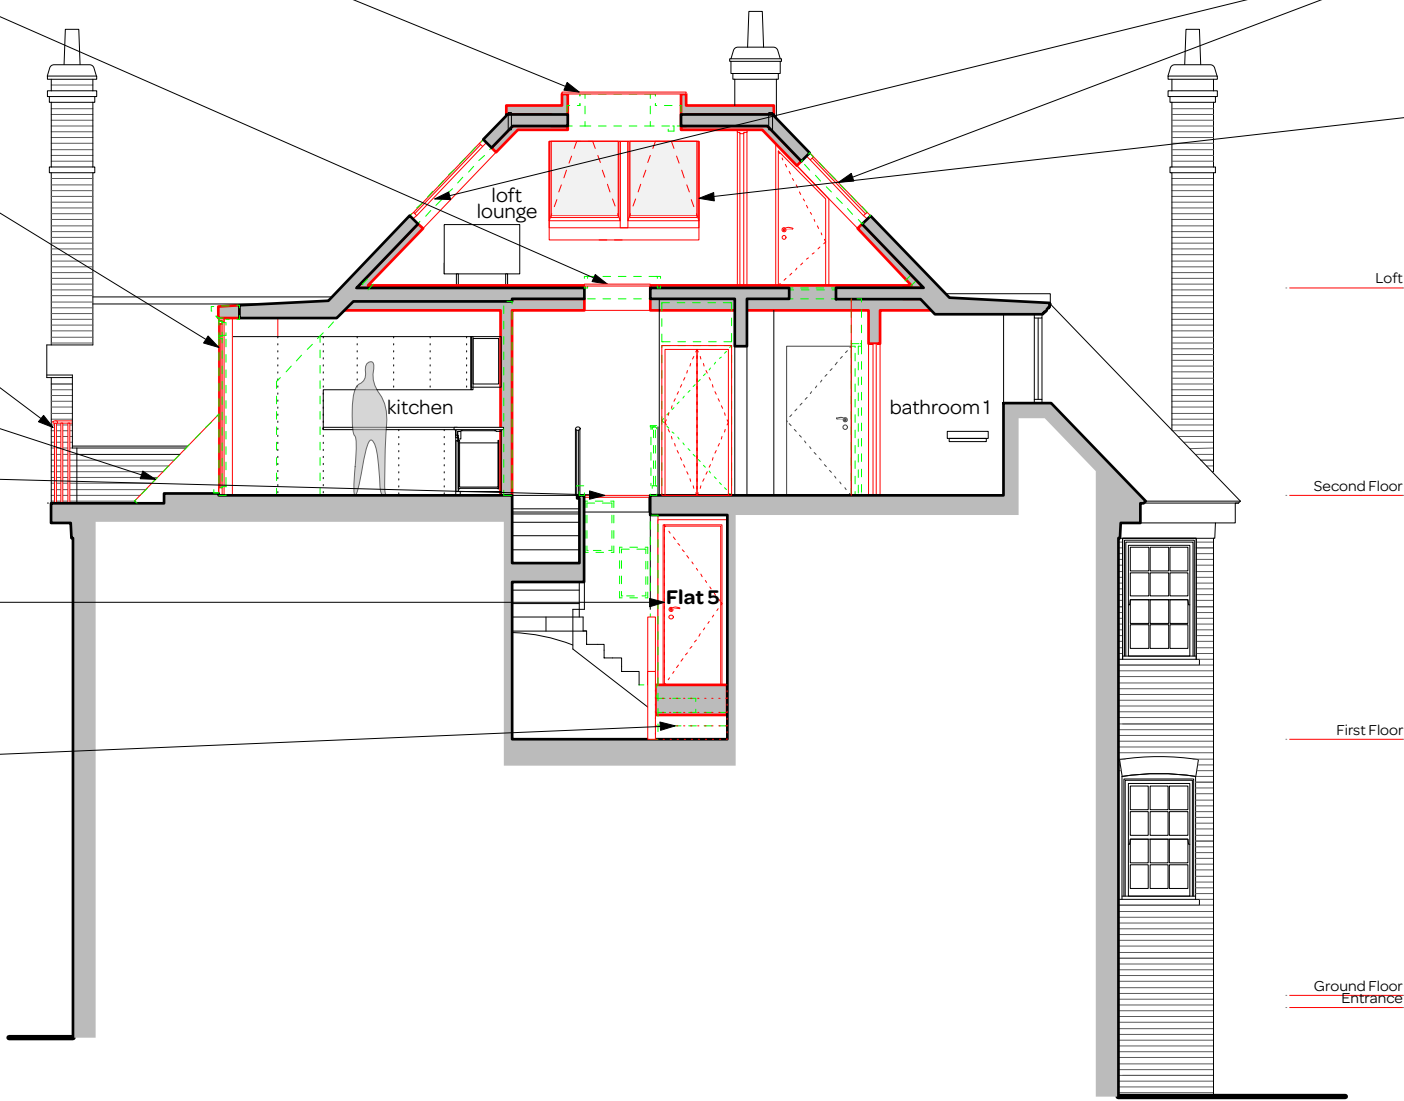 loft
lounge
Loft
kitchen
bathroom 1
Second Floor
Flat 5
First Floor
Ground Floor
Entrance